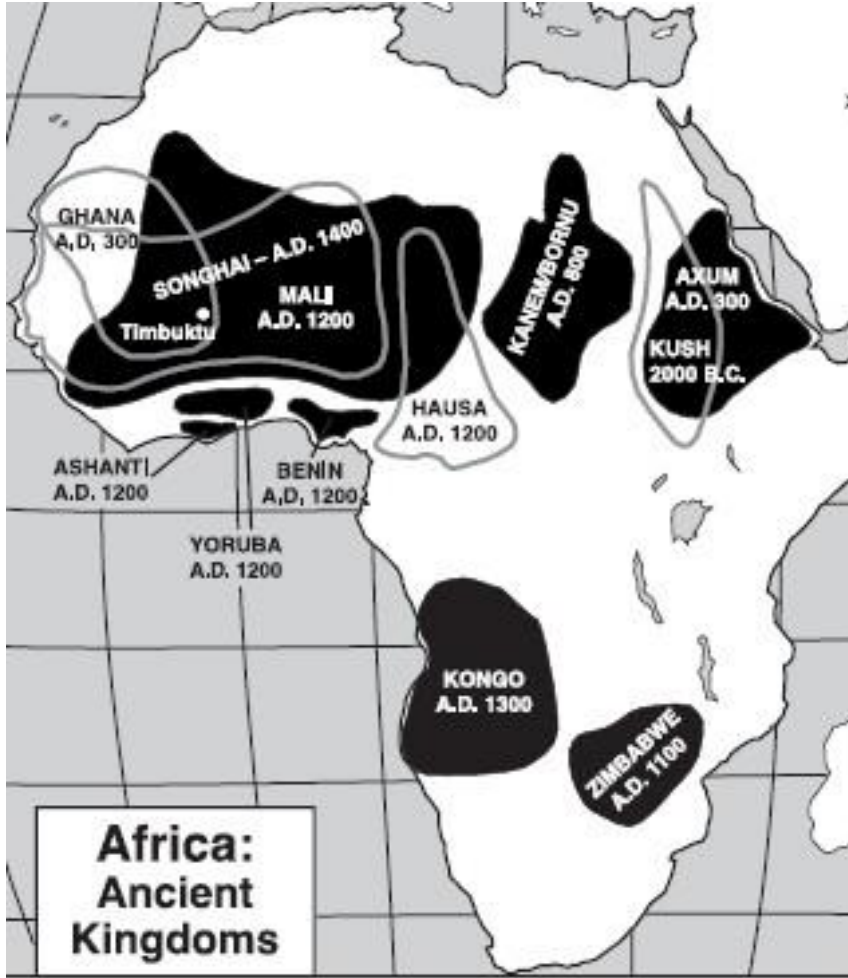 GHANA
A.D. 300
SONGHAI – A.D. 1400
MALI
A.D. 1200
Timbuktu
KANEM/BORNU
A.D. 800
AXUM
A.D. 300
KUSH
2000 B.C.
HAUSA
A.D. 1200
ASHANTI
A.D. 1200
BENIN
A.D. 1200
YORUBA
A.D. 1200
KONGO
A.D. 1300
ZIMBABWE
A.D. 1100
Africa:
Ancient
Kingdoms